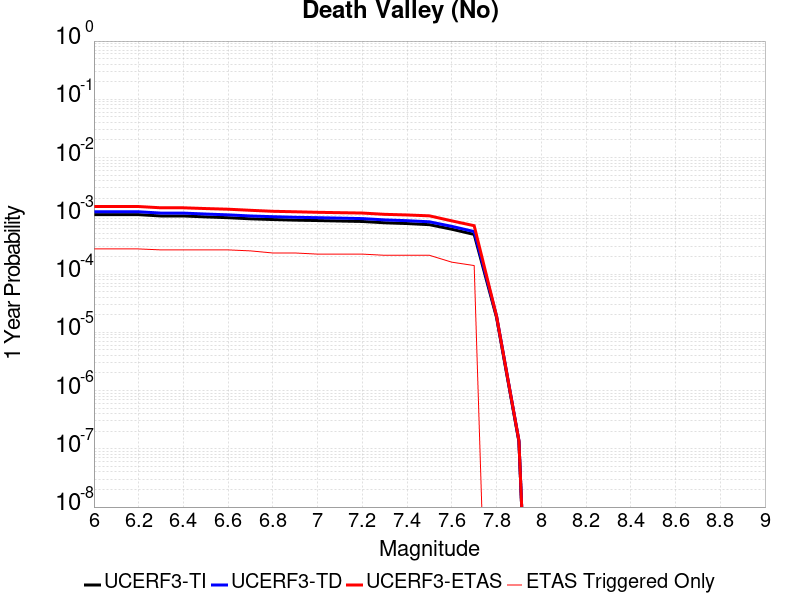 Death Valley (No)
10^0
10^-1
10^-2
10^-3
10^-4
10^-5
10^-6
10^-7
10^-8
1 Year Probability
6 6.2 6.4 6.6 6.8 7 7.2 7.4 7.6 7.8 8 8.2 8.4 8.6 8.8 9
Magnitude
UCERF3-TI UCERF3-TD UCERF3-ETAS ETAS Triggered Only